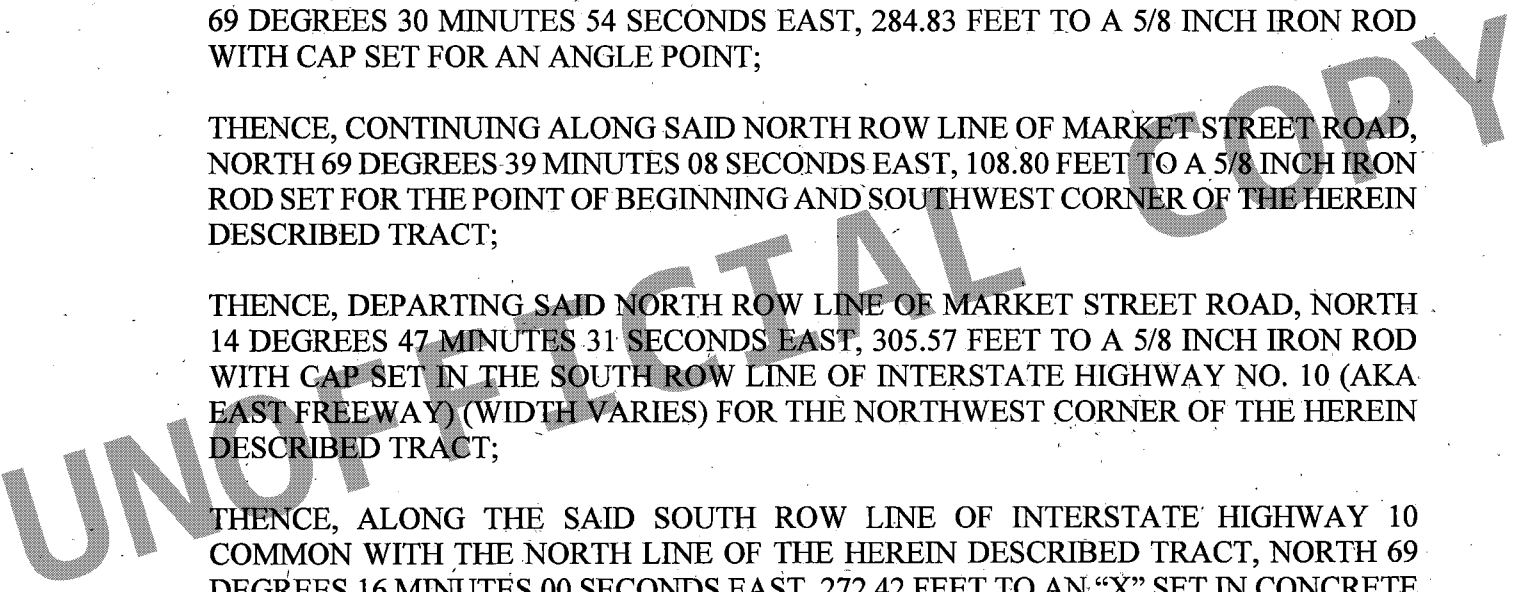 69 DEGREES 30 MINUTES 54 SECONDS EAST, 284.83 FEET TO A 5/8 INCH IRON ROD
WITH CAP SET FOR AN ANGLE POINT;
THENCE, CONTINUING ALONG SAID NORTH ROW LINE OF MARKET STREET ROAD,
NORTH 69 DEGREES 39 MINUTES 08 SECONDS EAST, 108.80 FEET TO A 5/8 INCH IRON
ROD SET FOR THE POINT OF BEGINNING AND SOUTHWEST CORNER OF THE HEREIN
DESCRIBED TRACT;
THENCE, DEPARTING SAID NORTH ROW LINE OF MARKET STREET ROAD, NORTH
14 DEGREES 47 MINUTES 31 SECONDS EAST, 305.57 FEET TO A 5/8 INCH IRON ROD
WITH CAP SET IN THE SOUTH ROW LINE OF INTERSTATE HIGHWAY NO. 10 (AKA
EAST FREEWAY) (WIDTH VARIES) FOR THE NORTHWEST CORNER OF THE HEREIN
DESCRIBED TRACT;
THENCE, ALONG THE SAID SOUTH ROW LINE OF INTERSTATE HIGHWAY 10
COMMON WITH THE NORTH LINE OF THE HEREIN DESCRIBED TRACT, NORTH 69
DEGREES 16 MINUTES 00 SECONDS EAST, 272.42 FEET TO AN "X" SET IN CONCRETE
UNOFFICIAL COPY